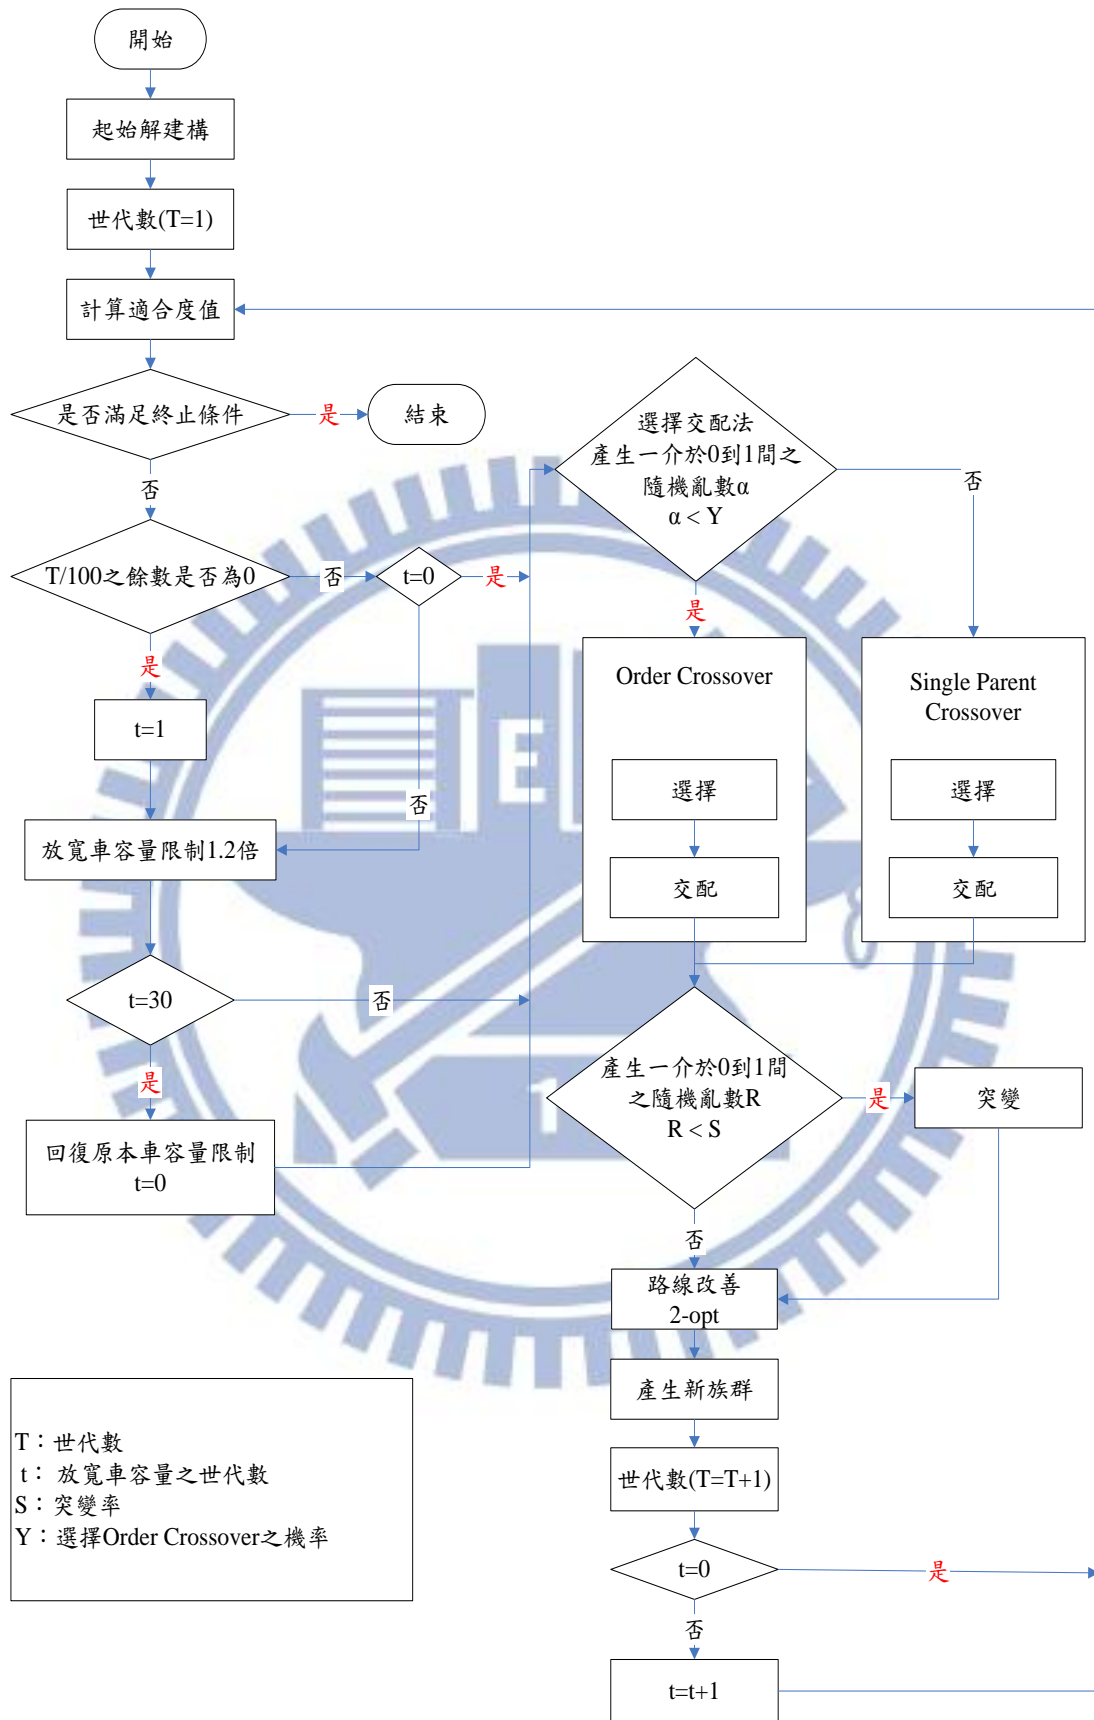 開始
起始解建構
世代數(T=1)
計算適合度值
是否滿足終止條件
是
結束
否
T/100之餘數是否為0
否
t=0
是
是
t=1
否
放寬車容量限制1.2倍
t=30
否
是
回復原本車容量限制
t=0
選擇交配法
產生一介於0到1間之
隨機亂數α
α < Y
否
是
Order Crossover
選擇
交配
Single Parent
Crossover
選擇
交配
產生一介於0到1間
之隨機亂數R
R < S
是
突變
否
路線改善
2-opt
產生新族群
世代數(T=T+1)
t=0
是
否
t=t+1
T：世代數
t： 放寬車容量之世代數
S：突變率
Y：選擇Order Crossover之機率
E
1